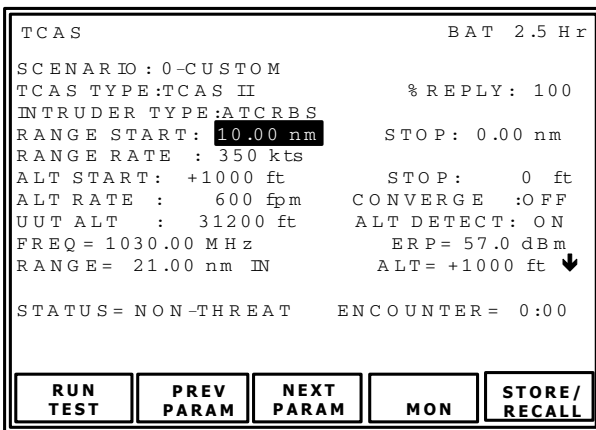 TCAS BAT 2.5 Hr
SCENARIO: 0-CUSTOM
TCAS TYPE:TCAS II %REPLY: 100
INTRUDER TYPE:ATCRBS
RANGE START: 10.00 nm STOP: 0.00 nm
RANGE RATE : 350 kts
ALT START: +1000 ft STOP: 0 ft
ALT RATE : 600 fpm CONVERGE :OFF
UUT ALT : 31200 ft ALT DETECT: ON
FREQ= 1030.00 MHz ERP= 57.0 dBm
RANGE= 21.00 nm IN ALT= +1000 ft
STATUS= NON-THREAT ENCOUNTER= 0:00
RUN TEST PREV PARAM NEXT PARAM MON STORE/ RECALL